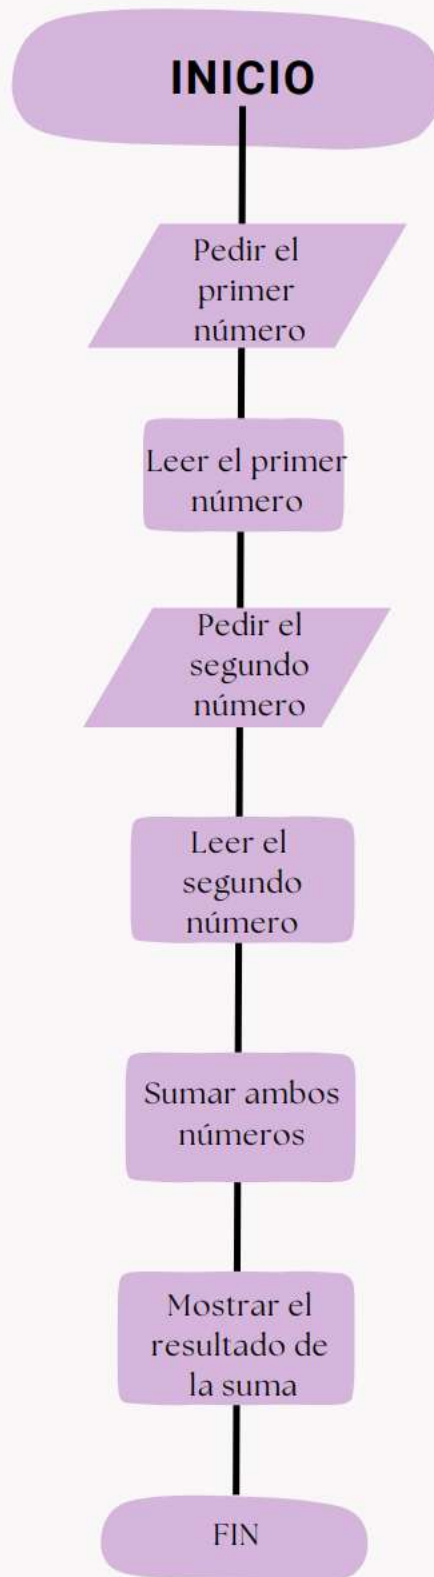 INICIO
Pedir el
primer
número
Leer el primer
número
Pedir el
segundo
número
Leer el
segundo
número
Sumar ambos
números
Mostrar el
resultado de
la suma
FIN